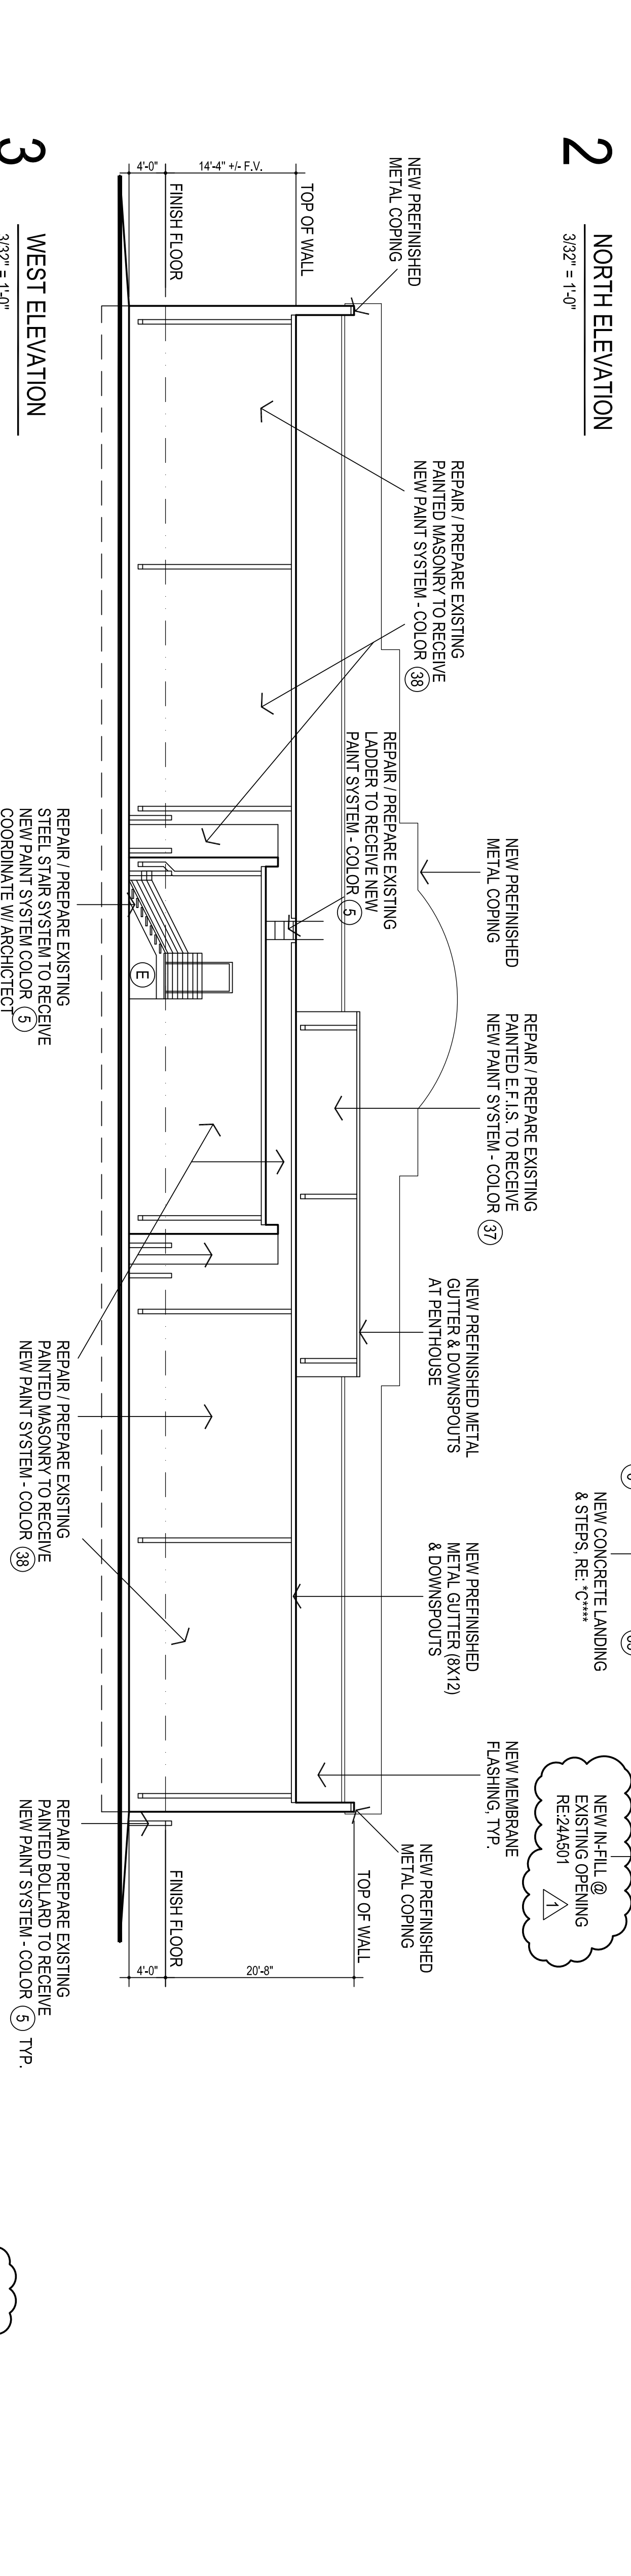 2
NORTH ELEVATION
3/32" = 1'-0"
NEW CONCRETE LANDING
& STEPS, RE: *C****
NEW IN-FILL @
EXISTING OPENING
RE:24A501
1
NEW PREFINISHED
METAL COPING
REPAIR / PREPARE EXISTING
PAINTED MASONRY TO RECEIVE
NEW PAINT SYSTEM - COLOR 38
REPAIR / PREPARE EXISTING
LADDER TO RECEIVE NEW
PAINT SYSTEM - COLOR 5
NEW PREFINISHED
METAL COPING
REPAIR / PREPARE EXISTING
PAINTED E.F.I.S. TO RECEIVE
NEW PAINT SYSTEM - COLOR 37
NEW PREFINISHED METAL
GUTTER & DOWNSPOUTS
AT PENTHOUSE
NEW PREFINISHED
METAL GUTTER (8X12)
& DOWNSPOUTS
NEW MEMBRANE
FLASHING, TYP.
NEW PREFINISHED
METAL COPING
TOP OF WALL
14'-4" +/- F.V.
FINISH FLOOR
4'-0"
E
TOP OF WALL
20'-8"
FINISH FLOOR
4'-0"
REPAIR / PREPARE EXISTING
STEEL STAIR SYSTEM TO RECEIVE
NEW PAINT SYSTEM COLOR 5
COORDINATE W/ ARCHITECT
REPAIR / PREPARE EXISTING
PAINTED MASONRY TO RECEIVE
NEW PAINT SYSTEM - COLOR 38
REPAIR / PREPARE EXISTING
PAINTED BOLLARD TO RECEIVE
NEW PAINT SYSTEM - COLOR 5 TYP.
3
WEST ELEVATION
3/32" = 1'-0"